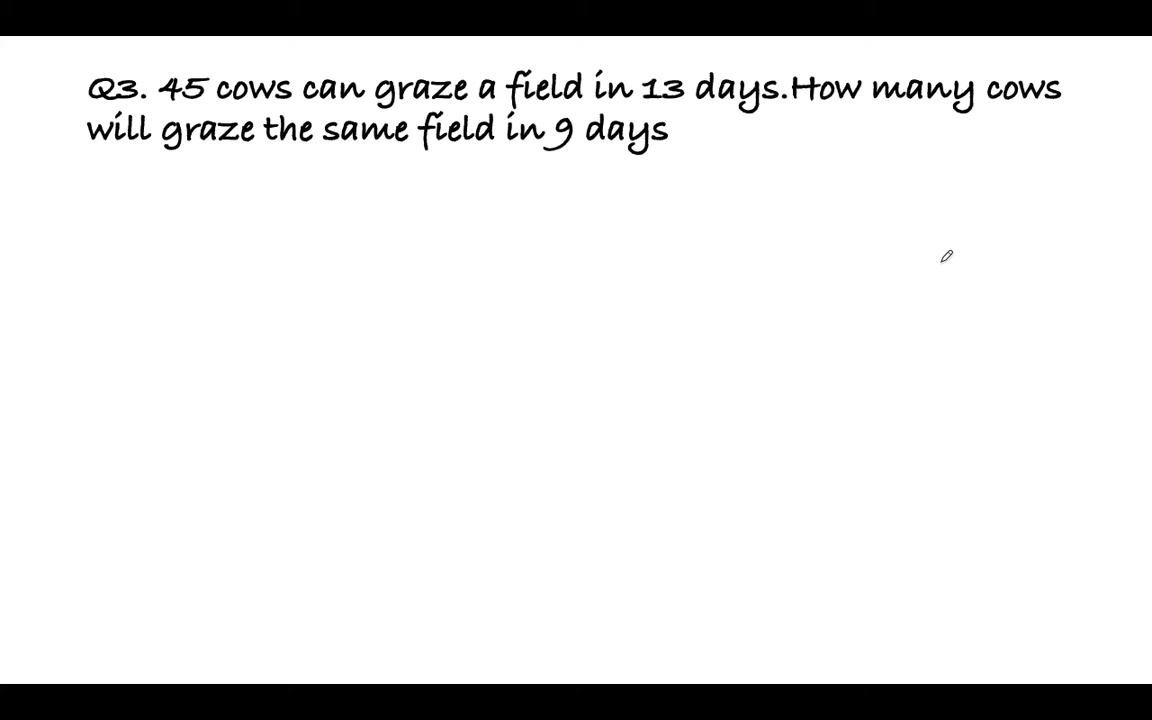 Q3. 45 cows can graze a field in 13 days.How many cows
will graze the same field in 9 days